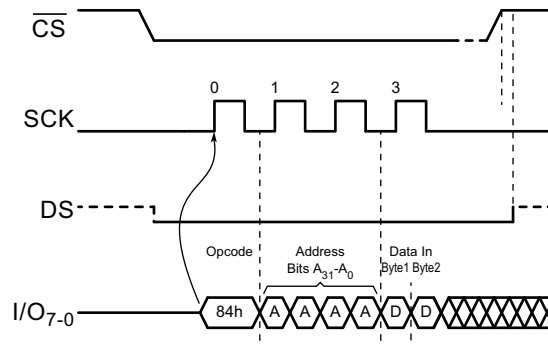 CS
0 1 2 3
SCK
DS
Opcode Address Data In
Bits A31-A0 Byte1 Byte2
I/O7-0 84h A A A A D D